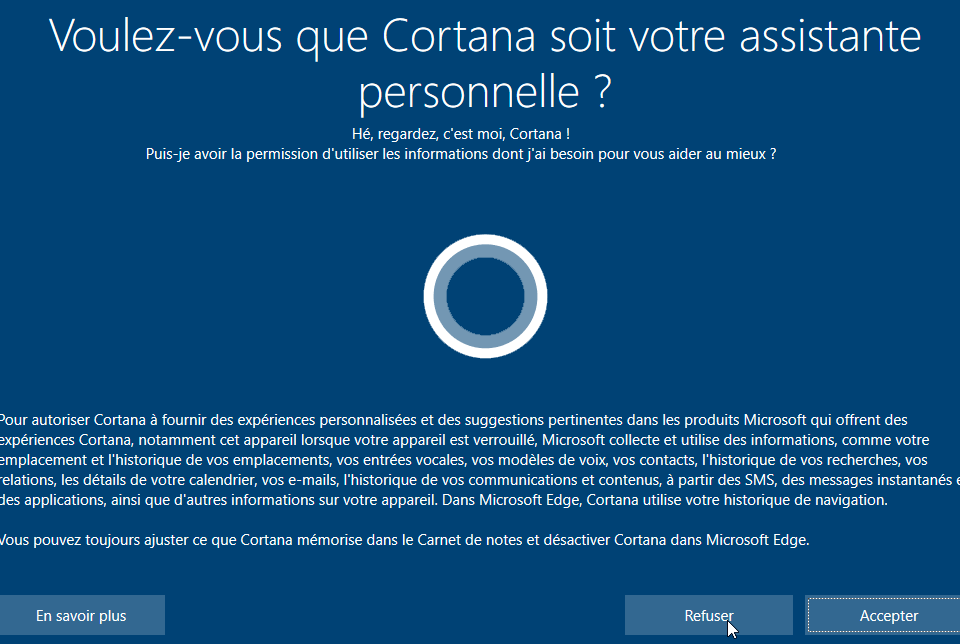 Voulez-vous que Cortana soit votre assistante
personnelle ?
Hé, regardez, c'est moi, Cortana !
Puis-je avoir la permission d'utiliser les informations dont j'ai besoin pour vous aider au mieux ?
Pour autoriser Cortana à fournir des expériences personnalisées et des suggestions pertinentes dans les produits Microsoft qui offrent des
expériences Cortana, notamment cet appareil lorsque votre appareil est verrouillé, Microsoft collecte et utilise des informations, comme votre
emplacement et l'historique de vos emplacements, vos entrées vocales, vos modèles de voix, vos contacts, l'historique de vos recherches, vos
relations, les détails de votre calendrier, vos e-mails, l'historique de vos communications et contenus, à partir des SMS, des messages instantanés
des applications, ainsi que d'autres informations sur votre appareil. Dans Microsoft Edge, Cortana utilise votre historique de navigation.
Vous pouvez toujours ajuster ce que Cortana mémorise dans le Carnet de notes et désactiver Cortana dans Microsoft Edge.
En savoir plus
Refuser
Accepter